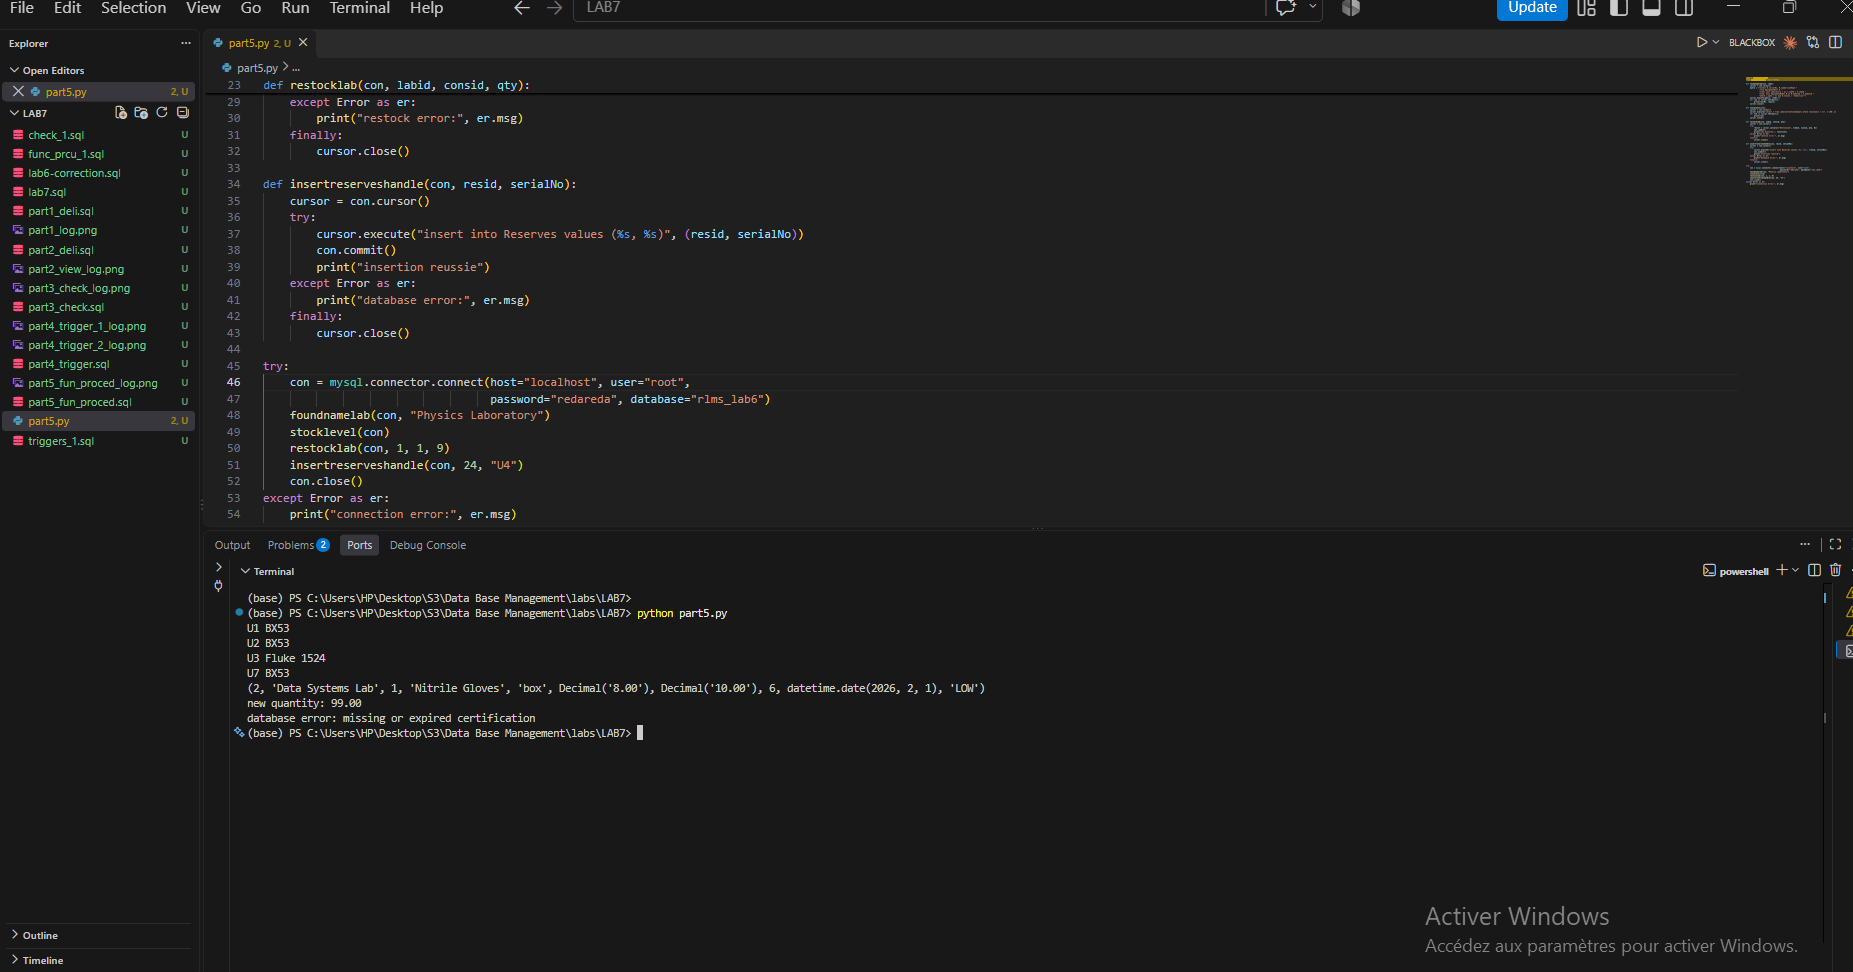 File Edit Selection View Go Run Terminal Help
LAB7
Update
Explorer
Open Editors
part5.py 2, U
LAB7
check_1.sql U
func_prcu_1.sql U
lab6-correction.sql U
lab7.sql U
part1_deli.sql U
part1_log.png U
part2_deli.sql U
part2_view_log.png U
part3_check_log.png U
part3_check.sql U
part4_trigger_1_log.png U
part4_trigger_2_log.png U
part4_trigger.sql U
part5_fun_proced_log.png U
part5_fun_proced.sql U
part5.py 2, U
triggers_1.sql U
Outline
Timeline
part5.py 2, U
BLACKBOX
part5.py > ...
23 def restocklab(con, labid, consid, qty):
29 except Error as er:
30 print("restock error:", er.msg)
31 finally:
32 cursor.close()
33
34 def insertreserveshandle(con, resid, serialNo):
35 cursor = con.cursor()
36 try:
37 cursor.execute("insert into Reserves values (%s, %s)", (resid, serialNo))
38 con.commit()
39 print("insertion reussie")
40 except Error as er:
41 print("database error:", er.msg)
42 finally:
43 cursor.close()
44
45 try:
46 con = mysql.connector.connect(host="localhost", user="root",
47 password="redareda", database="rlms_lab6")
48 foundnamelab(con, "Physics Laboratory")
49 stocklevel(con)
50 restocklab(con, 1, 1, 9)
51 insertreserveshandle(con, 24, "U4")
52 con.close()
53 except Error as er:
54 print("connection error:", er.msg)
Output Problems 2 Ports Debug Console
Terminal
powershell
(base) PS C:\Users\HP\Desktop\S3\Data Base Management\labs\LAB7>
(base) PS C:\Users\HP\Desktop\S3\Data Base Management\labs\LAB7> python part5.py
U1 BX53
U2 BX53
U3 Fluke 1524
U7 BX53
(2, 'Data Systems Lab', 1, 'Nitrile Gloves', 'box', Decimal('8.00'), Decimal('10.00'), 6, datetime.date(2026, 2, 1), 'LOW')
new quantity: 99.00
database error: missing or expired certification
(base) PS C:\Users\HP\Desktop\S3\Data Base Management\labs\LAB7>
Activer Windows
Accédez aux paramètres pour activer Windows.